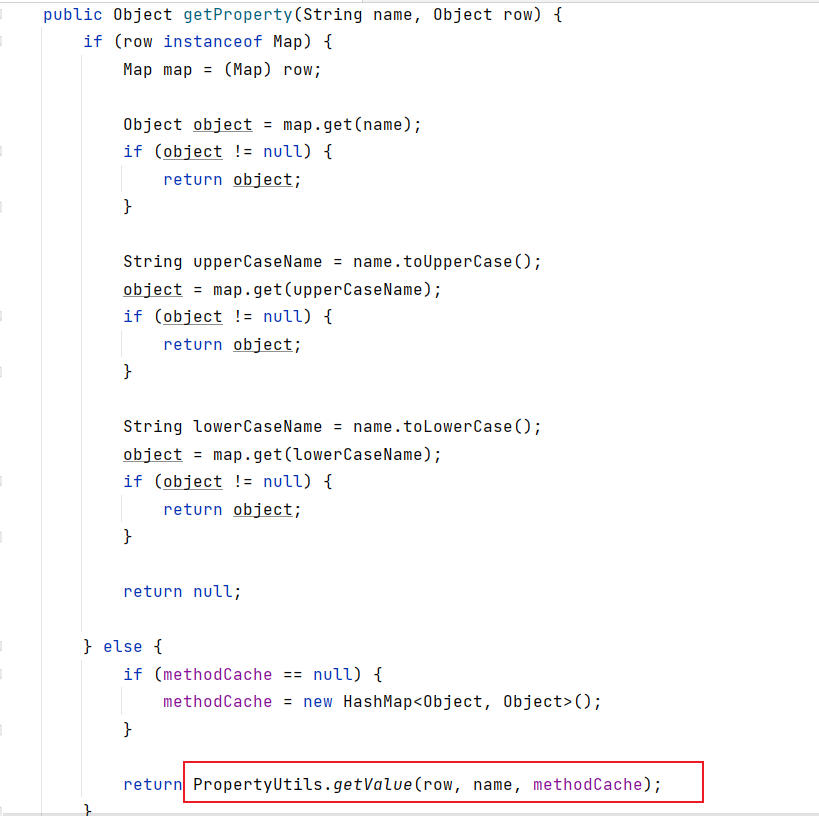 public Object getProperty(String name, Object row) {
if (row instanceof Map) {
Map map = (Map) row;
Object object = map.get(name);
if (object != null) {
return object;
}
String upperCaseName = name.toUpperCase();
object = map.get(upperCaseName);
if (object != null) {
return object;
}
String lowerCaseName = name.toLowerCase();
object = map.get(lowerCaseName);
if (object != null) {
return object;
}
return null;
} else {
if (methodCache == null) {
methodCache = new HashMap<Object, Object>();
}
return PropertyUtils.getValue(row, name, methodCache);
}